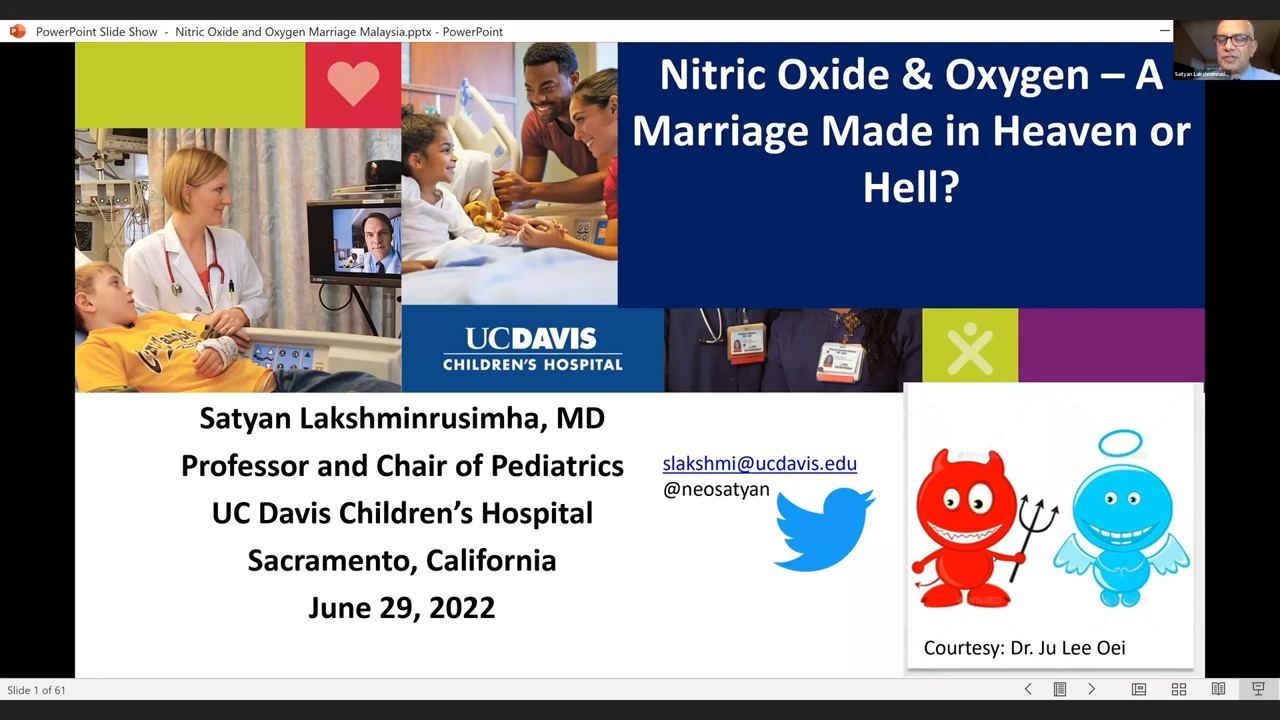 PowerPoint Slide Show - Nitric Oxide and Oxygen Marriage Malaysia.pptx - PowerPoint
Nitric Oxide & Oxygen – A
Marriage Made in Heaven or
Hell?
UCDAVIS
CHILDREN'S HOSPITAL
Satyan Lakshminrusimha, MD
Professor and Chair of Pediatrics
UC Davis Children's Hospital
Sacramento, California
June 29, 2022
slakshmi@ucdavis.edu
@neosatyan
Courtesy: Dr. Ju Lee Oei
Slide 1 of 61